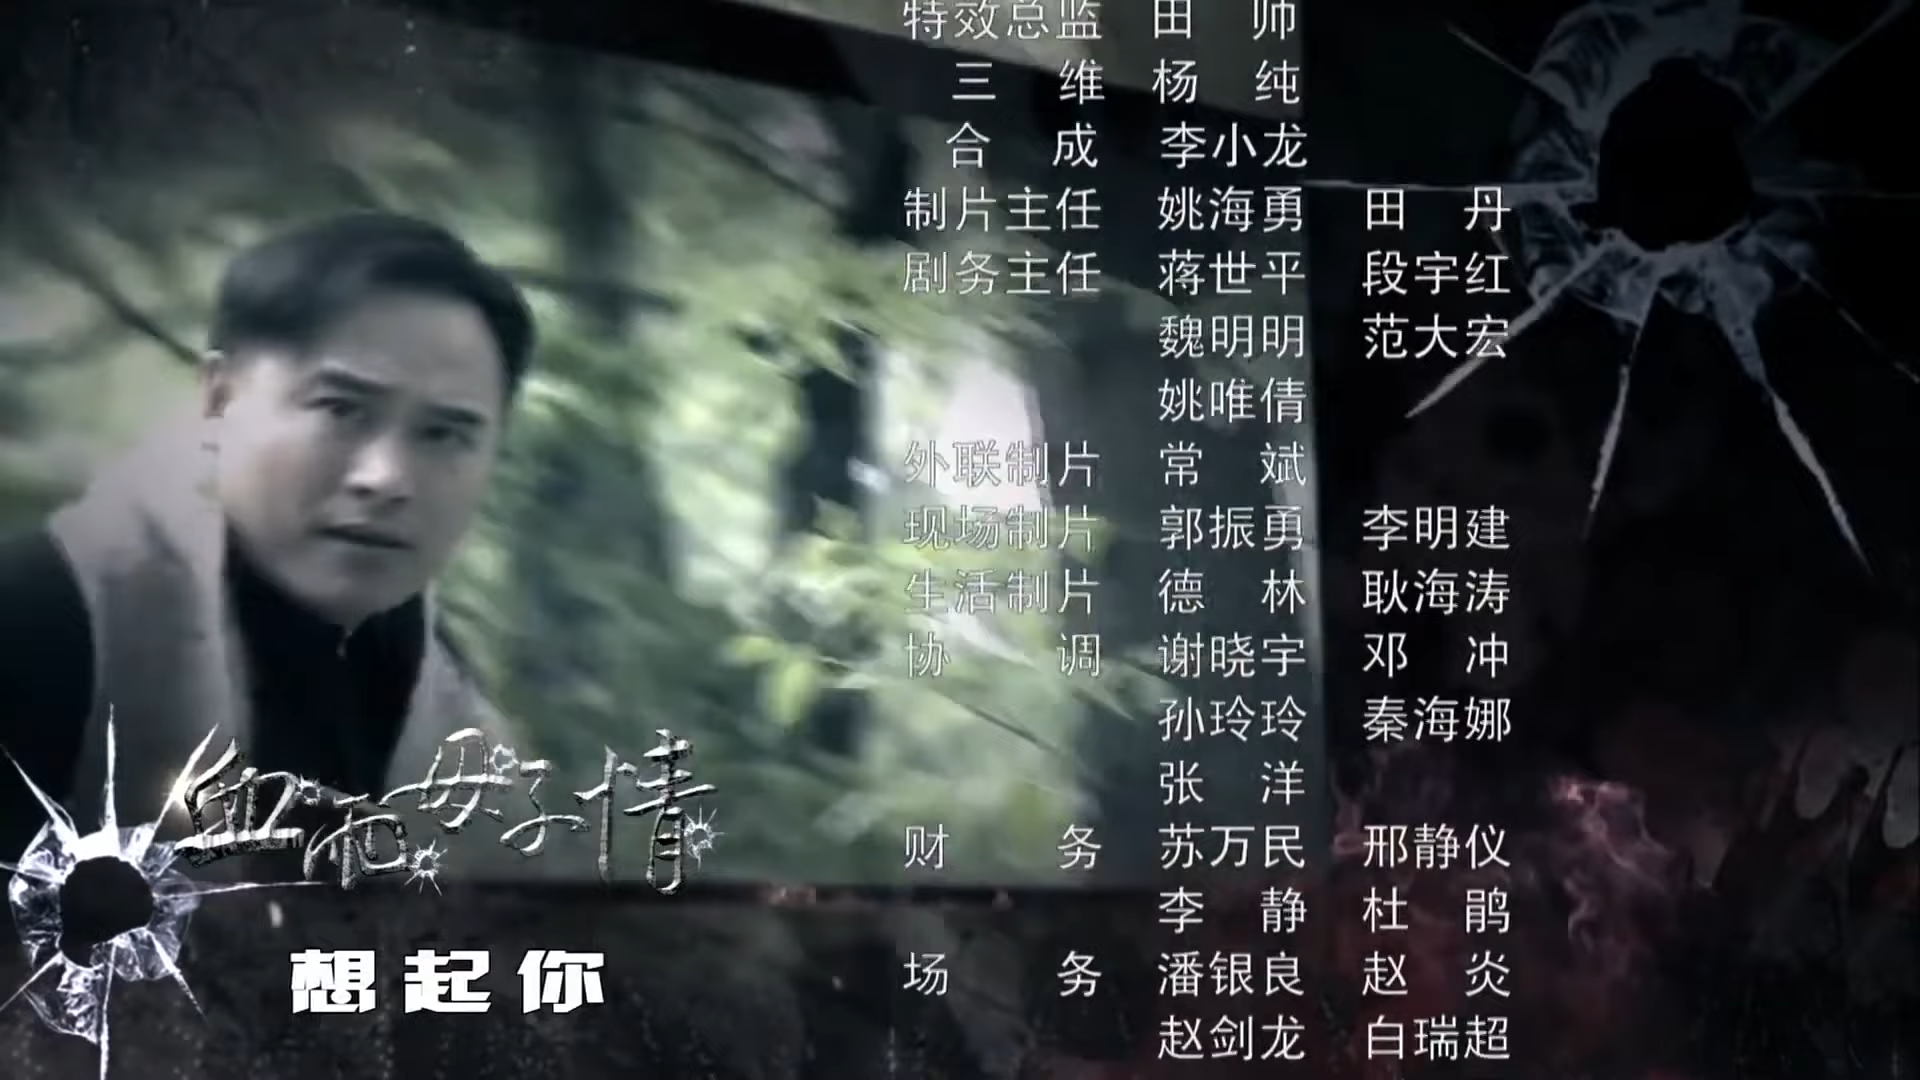 特效总监 田 帅
三 维 杨 纯
合 成 李小龙
制片主任 姚海勇 田 丹
剧务主任 蒋世平 段宇红
魏明明 范大宏
姚唯倩
外联制片 常 斌
现场制片 郭振勇 李明建
生活制片 德 林 耿海涛
协 调 谢晓宇 邓 冲
孙玲玲 秦海娜
张 洋
财 务 苏万民 邢静仪
李 静 杜 鹃
场 务 潘银良 赵 炎
赵剑龙 白瑞超
血雨母子情
想起你